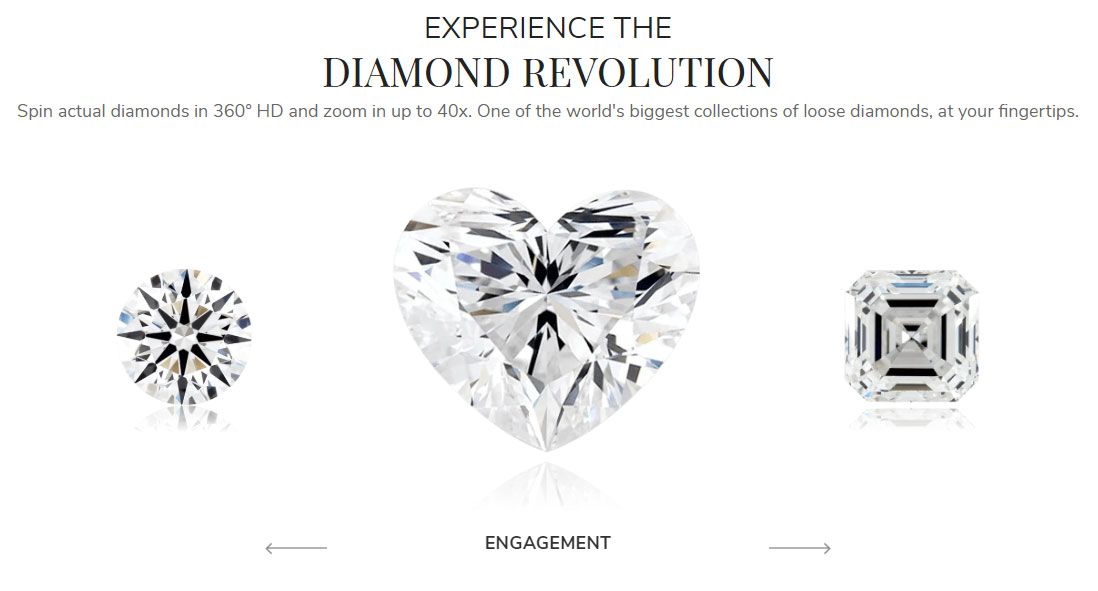 EXPERIENCE THE
DIAMOND REVOLUTION
Spin actual diamonds in 360° HD and zoom in up to 40x. One of the world's biggest collections of loose diamonds, at your fingertips.
ENGAGEMENT